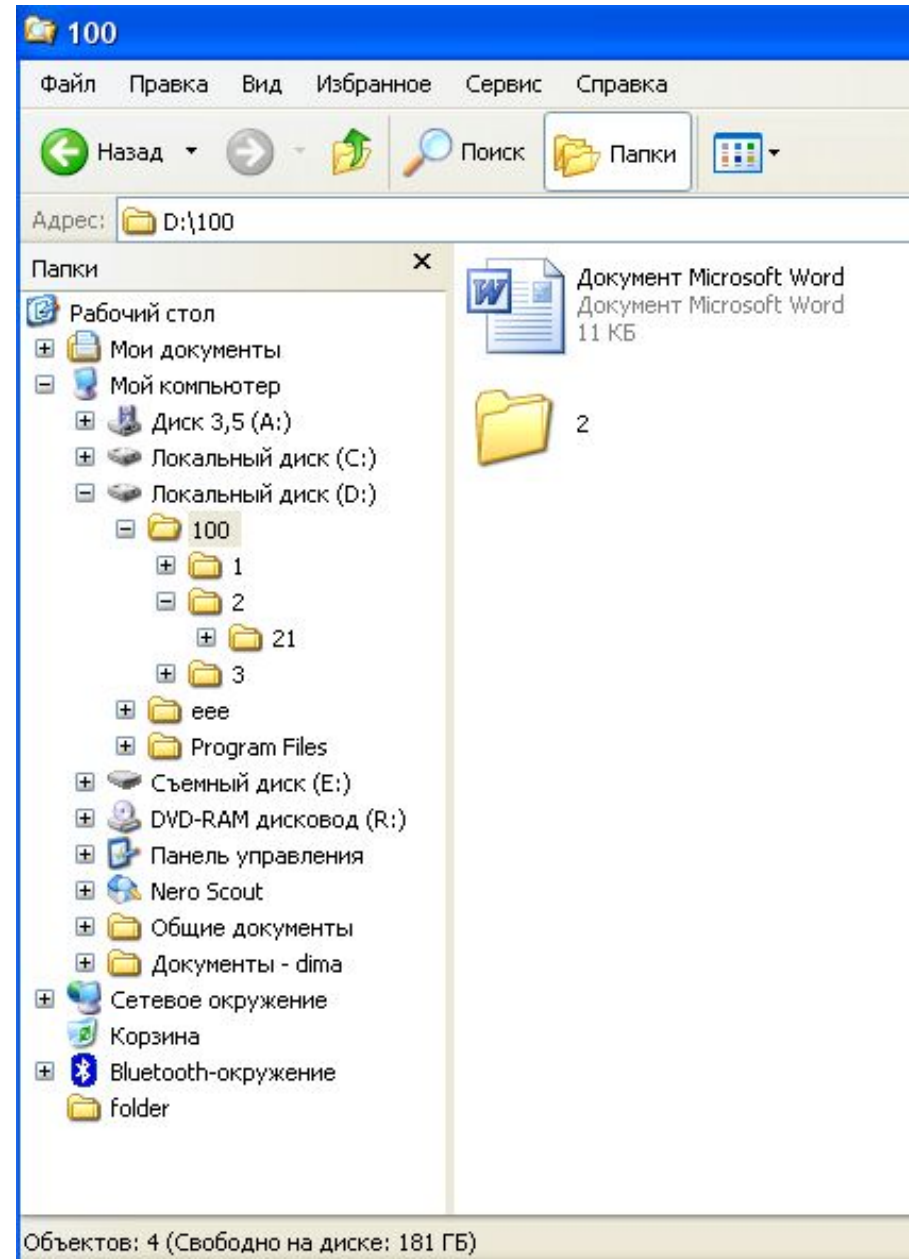 100
Файл Правка Вид Избранное Сервис Справка
Назад Поиск Папки
Адрес: D:\100
Папки
Рабочий стол
Мои документы
Мой компьютер
Диск 3,5 (A:)
Локальный диск (C:)
Локальный диск (D:)
100
1
2
21
3
eee
Program Files
Съемный диск (E:)
DVD-RAM дисковод (R:)
Панель управления
Nero Scout
Общие документы
Документы - dima
Сетевое окружение
Корзина
Bluetooth-окружение
folder
Документ Microsoft Word
Документ Microsoft Word
11 КБ
2
Объектов: 4 (Свободно на диске: 181 ГБ)